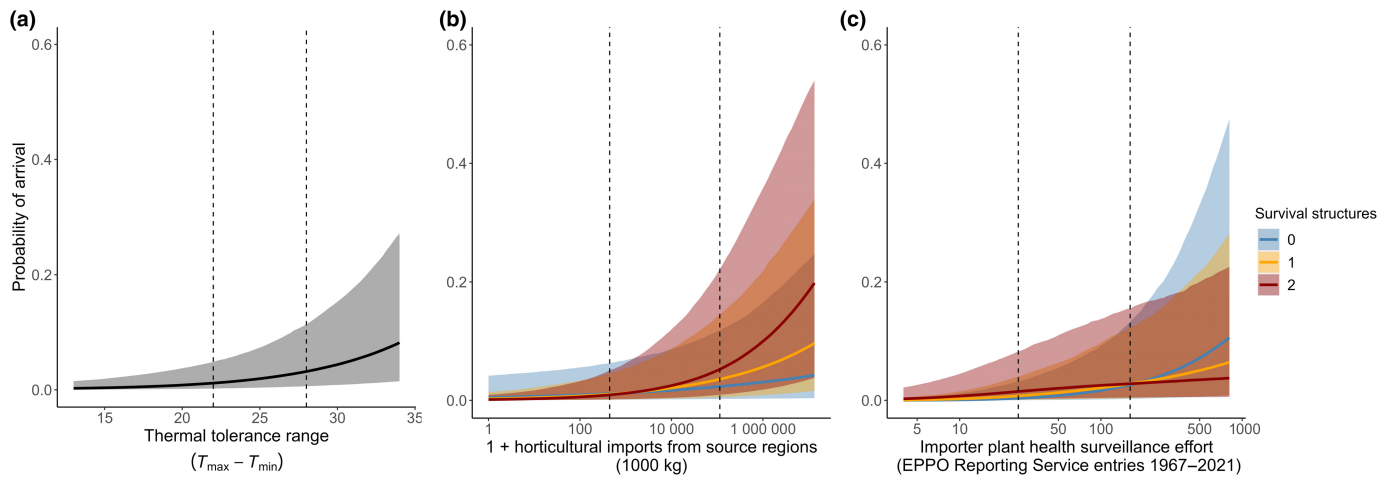 (a)
0.6
0.4
0.2
0.0
Probability of arrival
15 20 25 30 35
Thermal tolerance range
(Tmax − Tmin)
(b)
0.6
0.4
0.2
0.0
1 100 10 000 1 000 000
1 + horticultural imports from source regions
(1000 kg)
(c)
0.6
0.4
0.2
0.0
5 10 50 100 500 1000
Importer plant health surveillance effort
(EPPO Reporting Service entries 1967–2021)
Survival structures
0
1
2